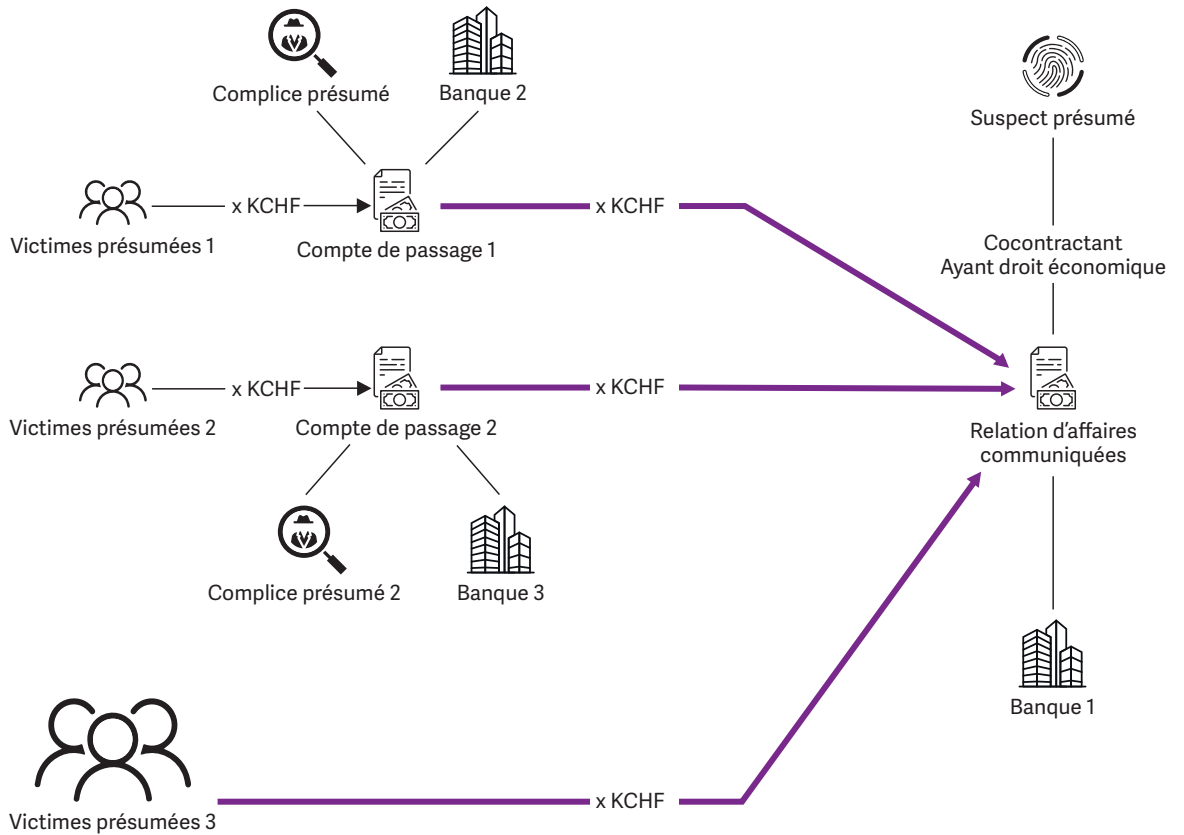 Complice présumé
Banque 2
Suspect présumé
x KCHF
x KCHF
Victimes présumées 1
Compte de passage 1
Cocontractant
Ayant droit économique
x KCHF
x KCHF
Victimes présumées 2
Compte de passage 2
Relation d’affaires
communiquées
Complice présumé 2
Banque 3
Banque 1
x KCHF
Victimes présumées 3